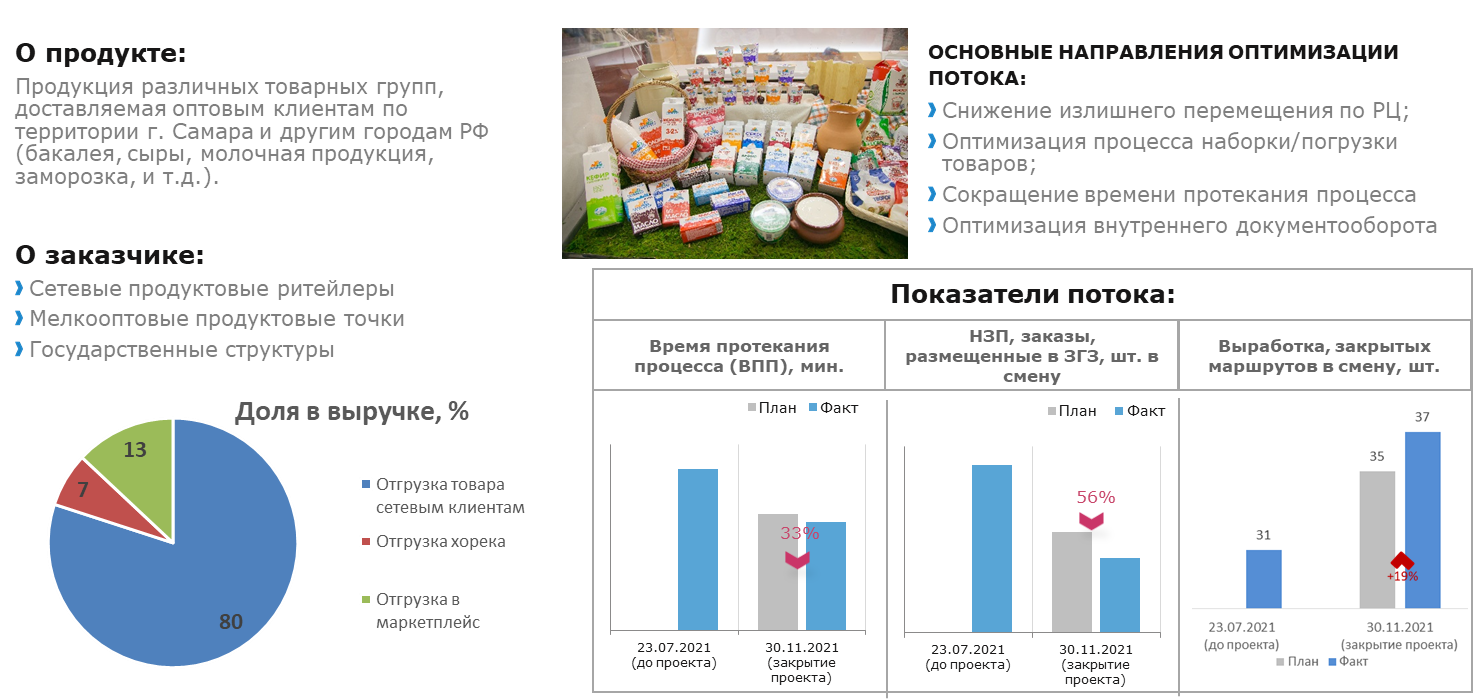 О продукте:
Продукция различных товарных групп,
доставляемая оптовым клиентам по
территории г. Самара и другим городам РФ
(бакалея, сыры, молочная продукция,
заморозка, и т.д.).
О заказчике:
Сетевые продуктовые ритейлеры
Мелкооптовые продуктовые точки
Государственные структуры
Доля в выручке, %
13
7
80
Отгрузка товара
сетевым клиентам
Отгрузка хорека
Отгрузка в
маркетплейс
КЕФИР
МАСЛО
ОСНОВНЫЕ НАПРАВЛЕНИЯ ОПТИМИЗАЦИИ
ПОТОКА:
Снижение излишнего перемещения по РЦ;
Оптимизация процесса наборки/погрузки
товаров;
Сокращение времени протекания процесса
Оптимизация внутреннего документооборота
Показатели потока:
Время протекания
процесса (ВПП), мин.
План Факт
33%
23.07.2021
(до проекта)
30.11.2021
(закрытие
проекта)
НЗП, заказы,
размещенные в ЗГЗ, шт. в
смену
План Факт
56%
23.07.2021
(до проекта)
30.11.2021
(закрытие
проекта)
Выработка, закрытых
маршрутов в смену, шт.
31
35
37
+19%
23.07.2021
(до проекта)
30.11.2021
(закрытие проекта)
План Факт